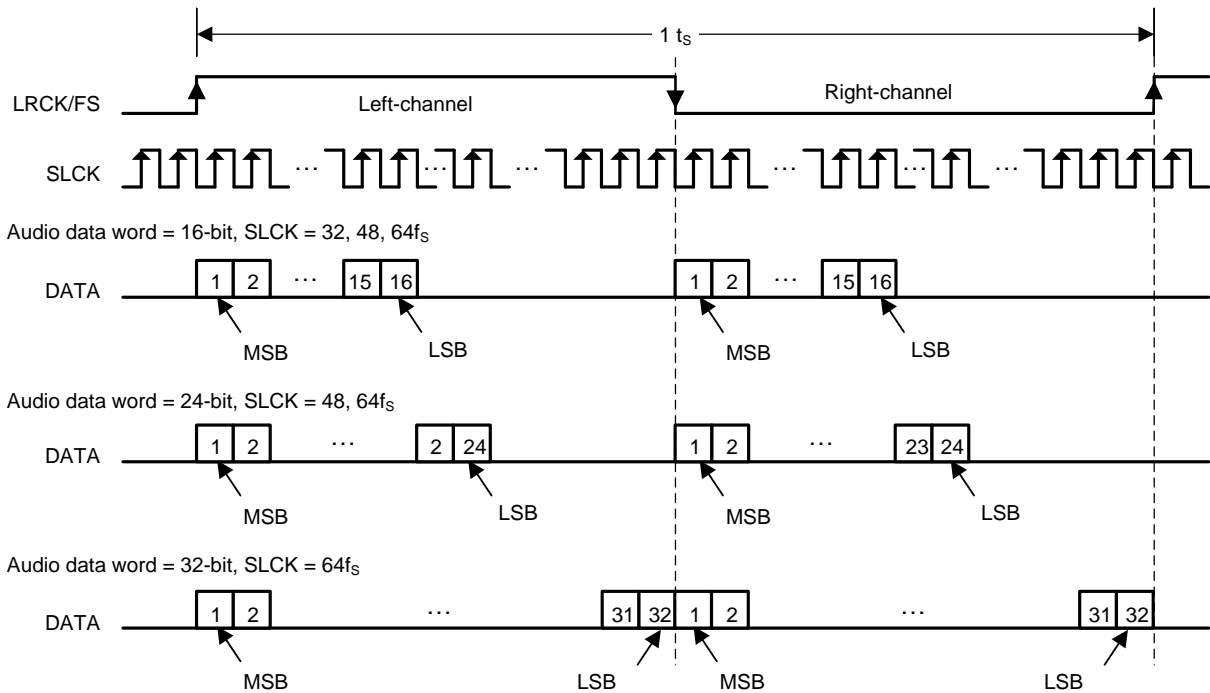 1 tS
LRCK/FS Left-channel Right-channel
SLCK … … … … … …
Audio data word = 16-bit, SLCK = 32, 48, 64fS
DATA 1 2 … 15 16 1 2 … 15 16
MSB LSB MSB LSB
Audio data word = 24-bit, SLCK = 48, 64fS
DATA 1 2 … 2 24 1 2 … 23 24
MSB LSB MSB LSB
Audio data word = 32-bit, SLCK = 64fS
DATA 1 2 … 31 32 1 2 … 31 32
MSB LSB MSB LSB